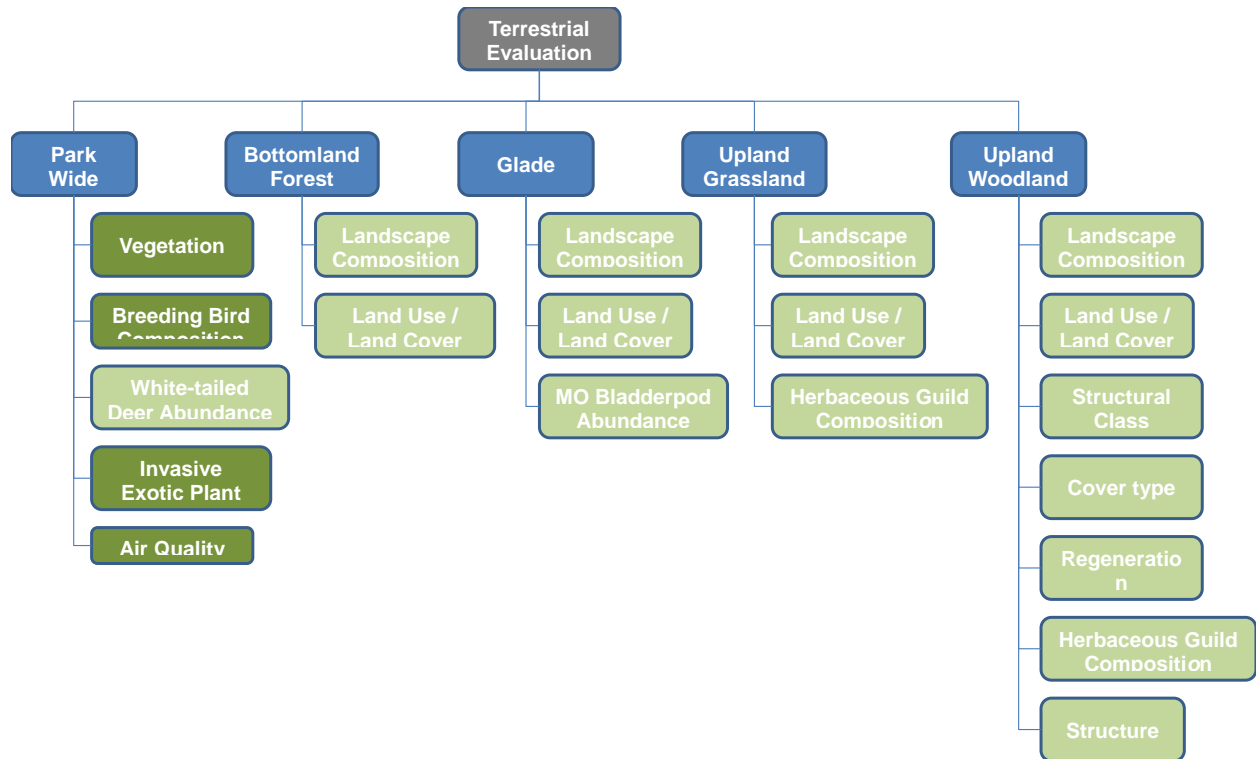 Terrestrial
Evaluation
Park
Wide
Bottomland
Forest
Glade
Upland
Grassland
Upland
Woodland
Vegetation
Breeding Bird
Composition
White-tailed
Deer Abundance
Invasive
Exotic Plant
Air Quality
Landscape
Composition
Land Use /
Land Cover
Landscape
Composition
Land Use /
Land Cover
MO Bladderpod
Abundance
Landscape
Composition
Land Use /
Land Cover
Herbaceous Guild
Composition
Landscape
Composition
Land Use /
Land Cover
Structural
Class
Cover type
Regeneratio
n
Herbaceous Guild
Composition
Structure